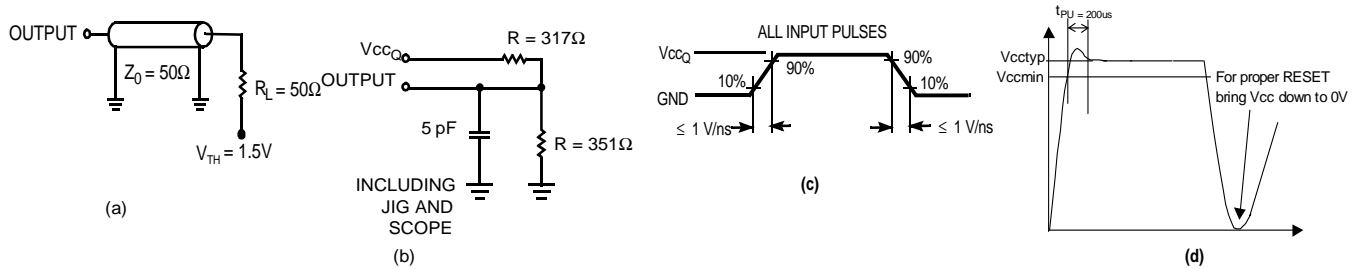 OUTPUT
Z0 = 50Ω
RL = 50Ω
VTH = 1.5V
(a)
VccQ
R = 317Ω
OUTPUT
5 pF
R = 351Ω
INCLUDING
JIG AND
SCOPE
(b)
ALL INPUT PULSES
VccQ
90%
90%
10%
10%
GND
≤ 1 V/ns
≤ 1 V/ns
(c)
tPU = 200us
Vcctyp
Vccmin
For proper RESET
bring Vcc down to 0V
(d)